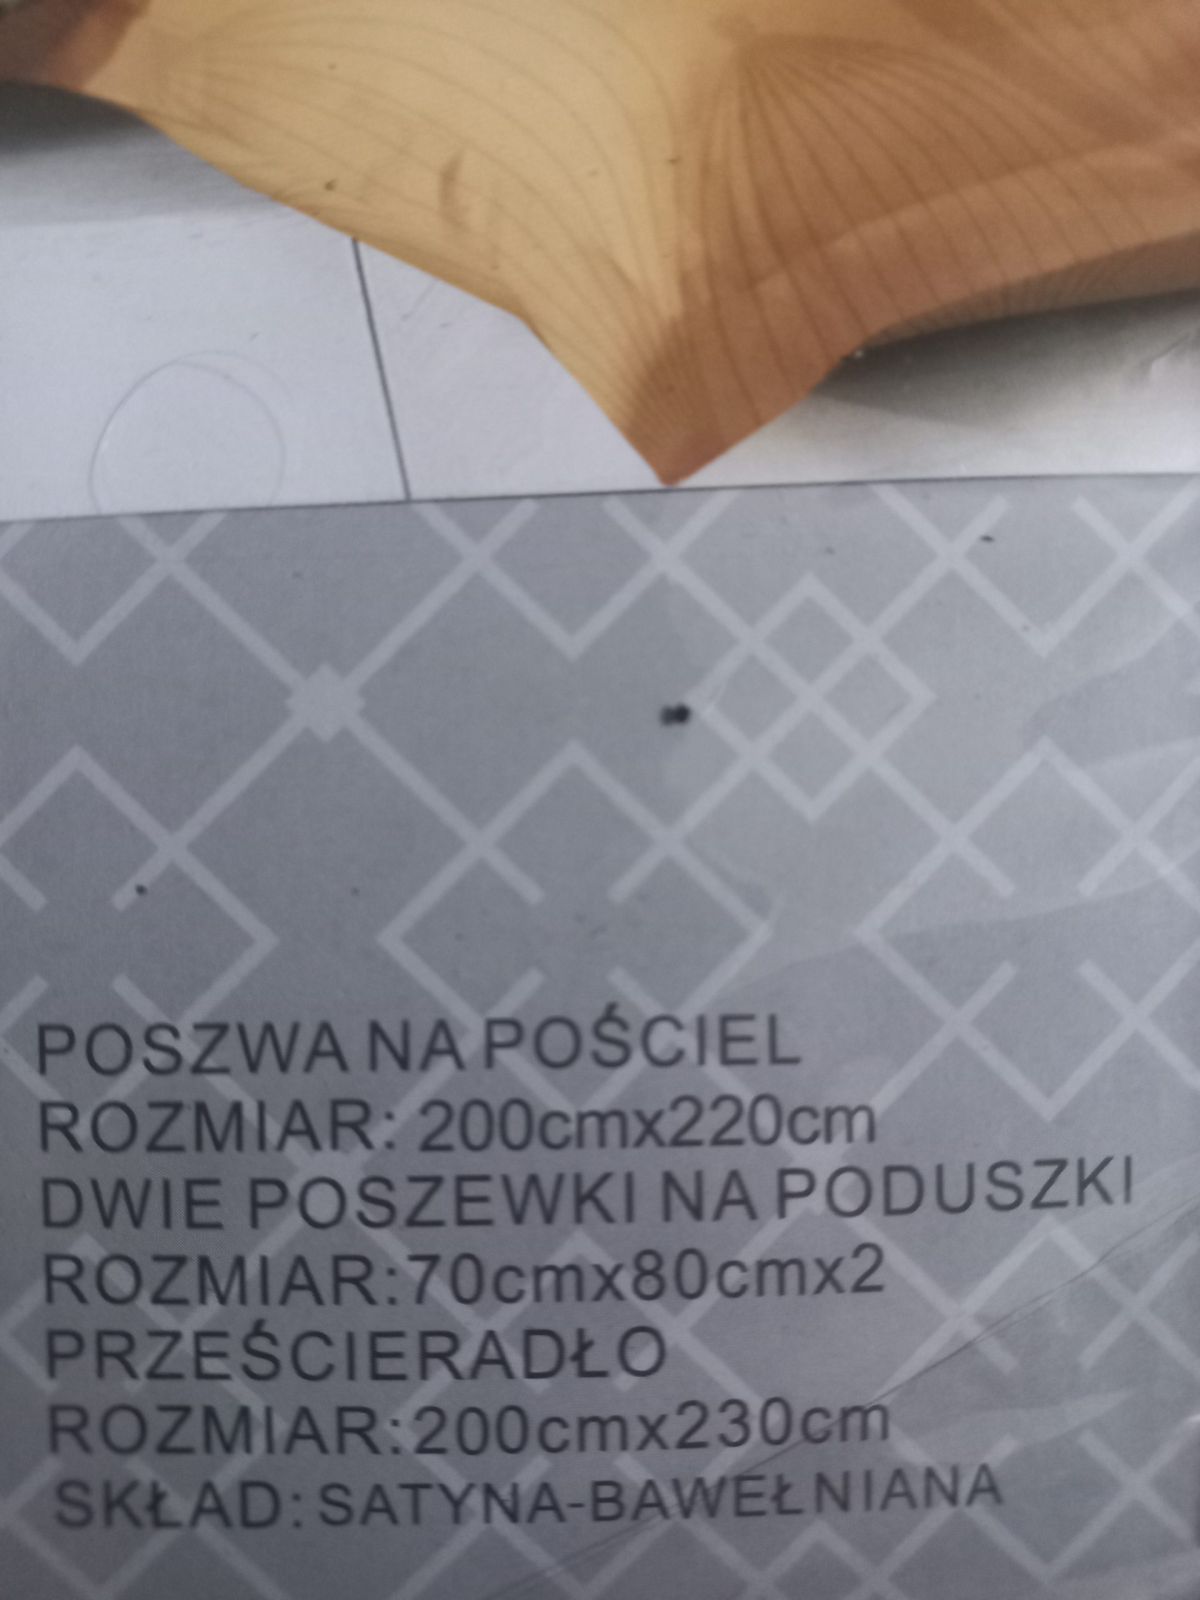 POSZWA NA POŚCIEL
ROZMIAR: 200cmx220cm
DWIE POSZEWKI NA PODUSZKI
ROZMIAR:70cmx80cmx2
PRZEŚCIERADŁO
ROZMIAR:200cmx230cm
SKŁAD: SATYNA-BAWEŁNIANA